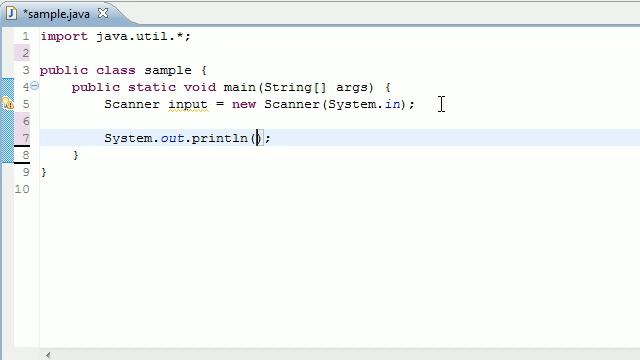 *sample.java
1 import java.util.*;
2
3 public class sample {
4 public static void main(String[] args) {
5 Scanner input = new Scanner(System.in);
6
7 System.out.println();
8 }
9 }
10